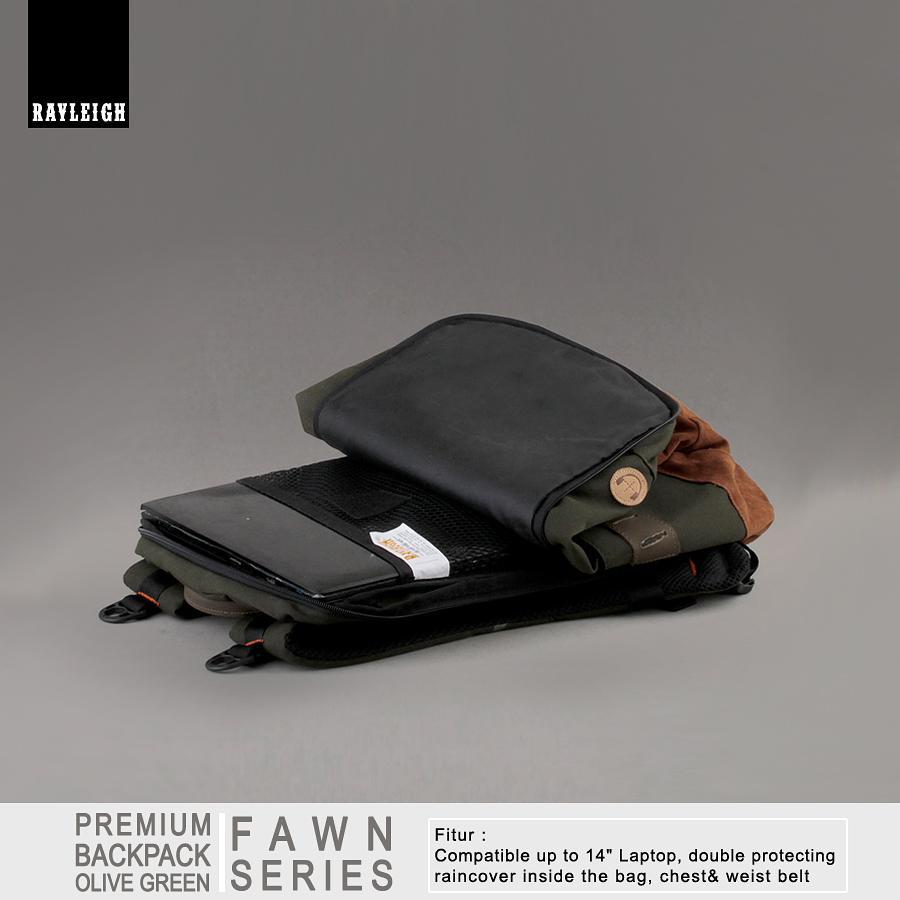 RAYLEIGH
PREMIUM
BACKPACK
OLIVE GREEN
FAWN
SERIES
Fitur :
Compatible up to 14" Laptop, double protecting
raincover inside the bag, chest& weist belt